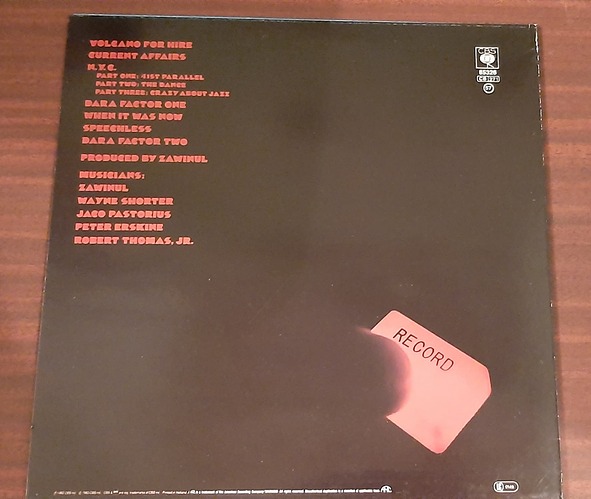 VOLCANO FOR HIRE
CURRENT AFFAIRS
N.Y.C.
PART ONE: 41ST PARALLEL
PART TWO: THE DANCE
PART THREE: CRAZY ABOUT JAZZ
DARA FACTOR ONE
WHEN IT WAS NOW
SPEECHLESS
DARA FACTOR TWO
PRODUCED BY ZAWINUL
MUSICIANS:
ZAWINUL
WAYNE SHORTER
JACO PASTORIUS
PETER ERSKINE
ROBERT THOMAS, JR.
CBS
85326
RECORD